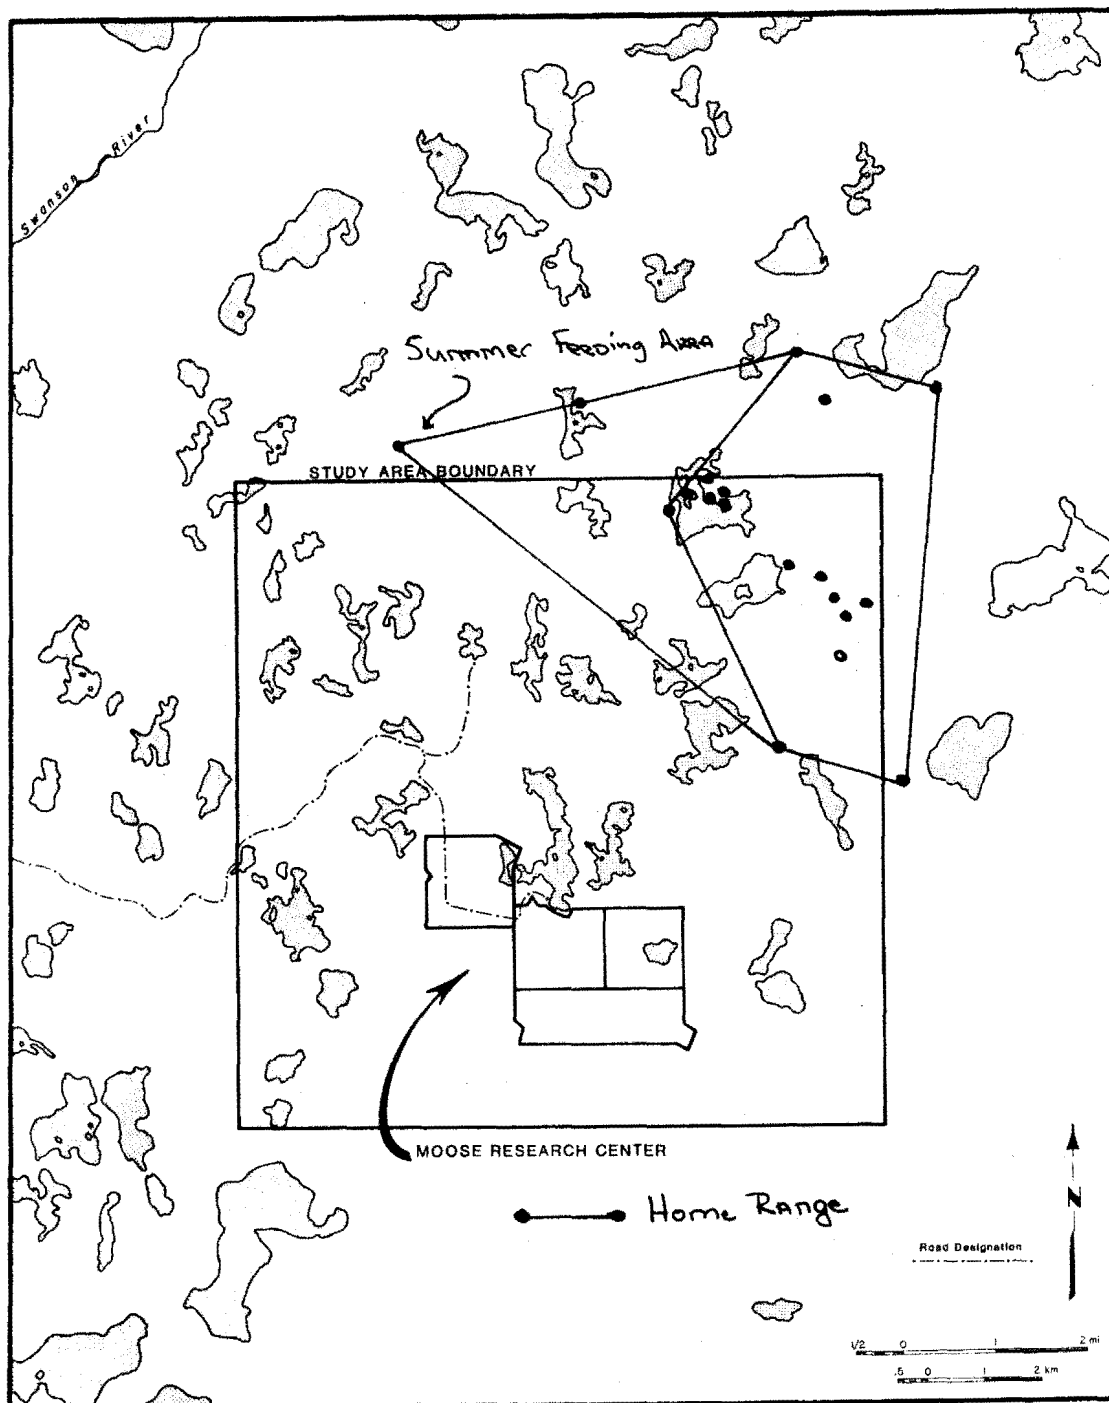 Swanson River
Summer Feeding Area
STUDY AREA BOUNDARY
MOOSE RESEARCH CENTER
Home Range
N
Road Designation
1/2 0 1 2 mi
.5 0 1 2 km